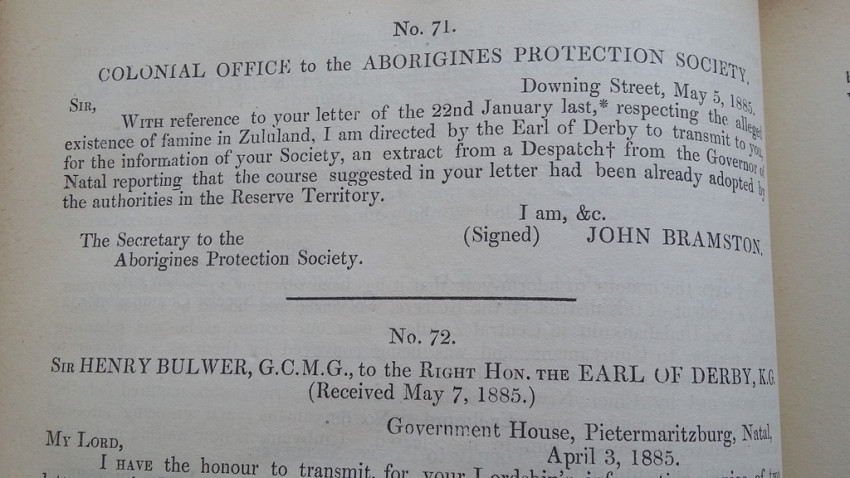 No. 71.
COLONIAL OFFICE to the ABORIGINES PROTECTION SOCIETY.
Downing Street, May 5, 1885.
SIR,
WITH reference to your letter of the 22nd January last,* respecting the alleged
existence of famine in Zululand, I am directed by the Earl of Derby to transmit to you,
for the information of your Society, an extract from a Despatch† from the Governor of
Natal reporting that the course suggested in your letter had been already adopted by
the authorities in the Reserve Territory.
I am, &c.
(Signed) JOHN BRAMSTON.
The Secretary to the
Aborigines Protection Society.
No. 72.
SIR HENRY BULWER, G.C.M.G., to the RIGHT HON. THE EARL OF DERBY, K.G.
(Received May 7, 1885.)
Government House, Pietermaritzburg, Natal,
April 3, 1885.
MY LORD,
I HAVE the honour to transmit, for your Lordship's